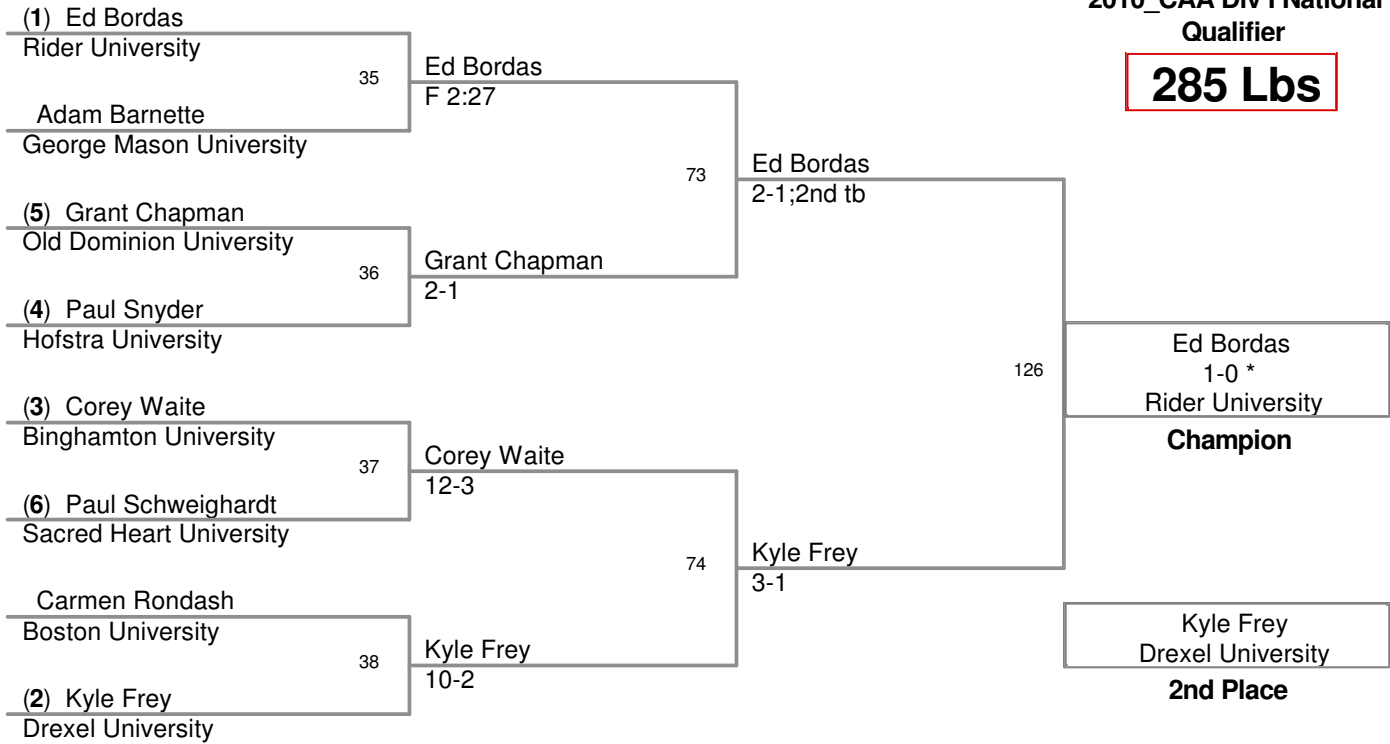 2010_CAA Div I National
Qualifier
285 Lbs
(1) Ed Bordas
Rider University
35
Adam Barnette
George Mason University
Ed Bordas
F 2:27
(5) Grant Chapman
Old Dominion University
36
(4) Paul Snyder
Hofstra University
Grant Chapman
2-1
73
Ed Bordas
2-1;2nd tb
(3) Corey Waite
Binghamton University
37
(6) Paul Schweighardt
Sacred Heart University
Corey Waite
12-3
Carmen Rondash
Boston University
38
(2) Kyle Frey
Drexel University
Kyle Frey
10-2
74
Kyle Frey
3-1
126
Ed Bordas
1-0 *
Rider University
Champion
Kyle Frey
Drexel University
2nd Place